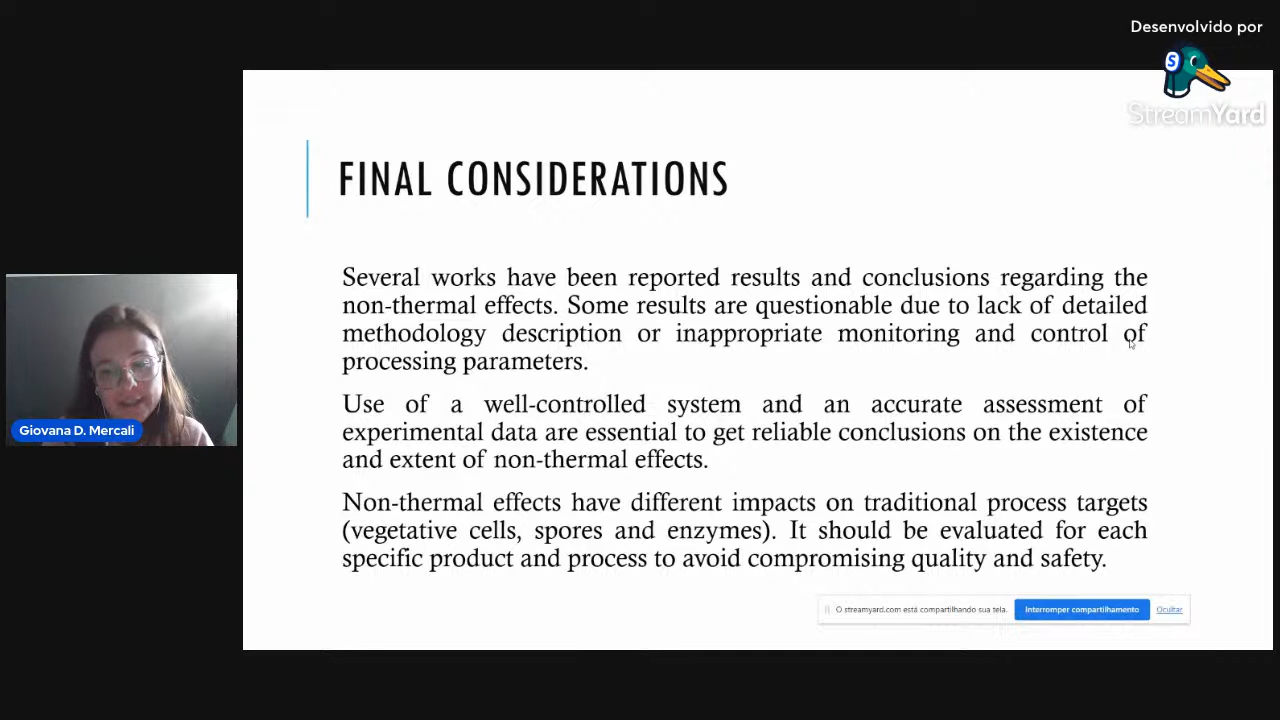 Desenvolvido por
S
StreamYard
FINAL CONSIDERATIONS
Several works have been reported results and conclusions regarding the
non-thermal effects. Some results are questionable due to lack of detailed
methodology description or inappropriate monitoring and control of
processing parameters.
Use of a well-controlled system and an accurate assessment of
experimental data are essential to get reliable conclusions on the existence
and extent of non-thermal effects.
Non-thermal effects have different impacts on traditional process targets
(vegetative cells, spores and enzymes). It should be evaluated for each
specific product and process to avoid compromising quality and safety.
Giovana D. Mercali
O streamyard.com está compartilhando sua tela. Interromper compartilhamento Ocultar